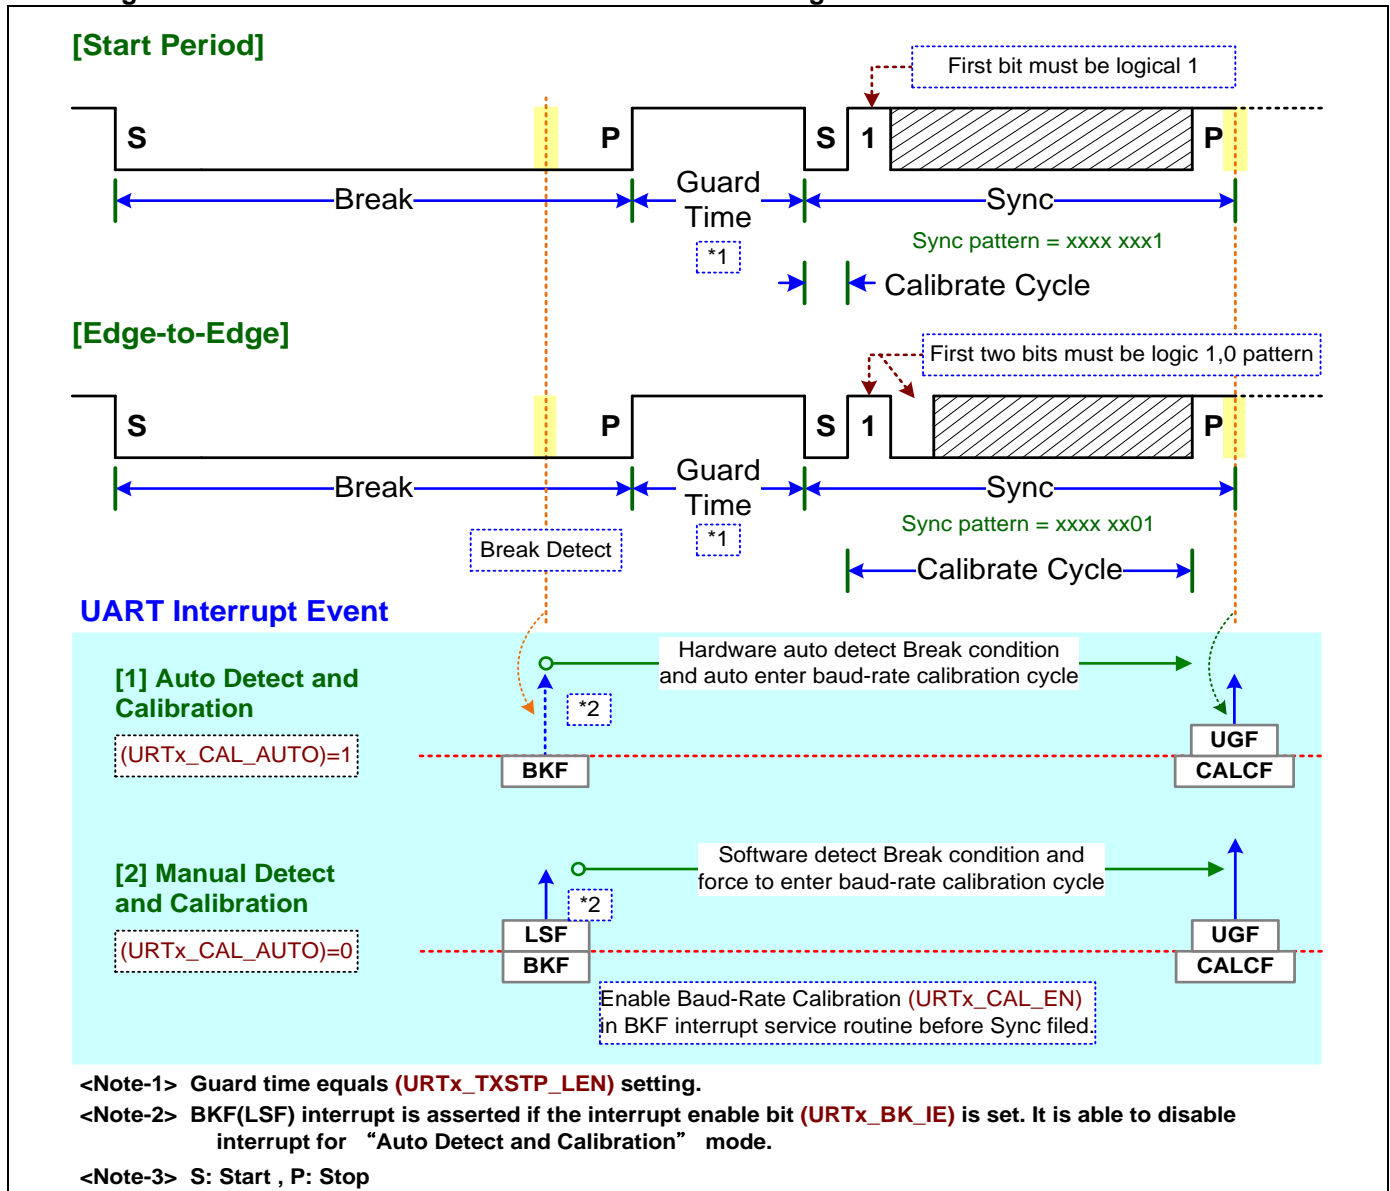 [Start Period]
First bit must be logical 1
S
P
S
1
P
Break
Guard
Time
Sync
*1
Sync pattern = xxxx xxx1
Calibrate Cycle
[Edge-to-Edge]
First two bits must be logic 1,0 pattern
S
P
S
1
P
Break
Guard
Time
Sync
*1
Sync pattern = xxxx xx01
Break Detect
Calibrate Cycle
UART Interrupt Event
[1] Auto Detect and
Calibration
(URTx_CAL_AUTO)=1
Hardware auto detect Break condition
and auto enter baud-rate calibration cycle
*2
BKF
UGF
CALCF
[2] Manual Detect
and Calibration
(URTx_CAL_AUTO)=0
Software detect Break condition and
force to enter baud-rate calibration cycle
*2
LSF
BKF
UGF
CALCF
Enable Baud-Rate Calibration (URTx_CAL_EN)
in BKF interrupt service routine before Sync filed.
<Note-1> Guard time equals (URTx_TXSTP_LEN) setting.
<Note-2> BKF(LSF) interrupt is asserted if the interrupt enable bit (URTx_BK_IE) is set. It is able to disable
interrupt for “Auto Detect and Calibration” mode.
<Note-3> S: Start , P: Stop